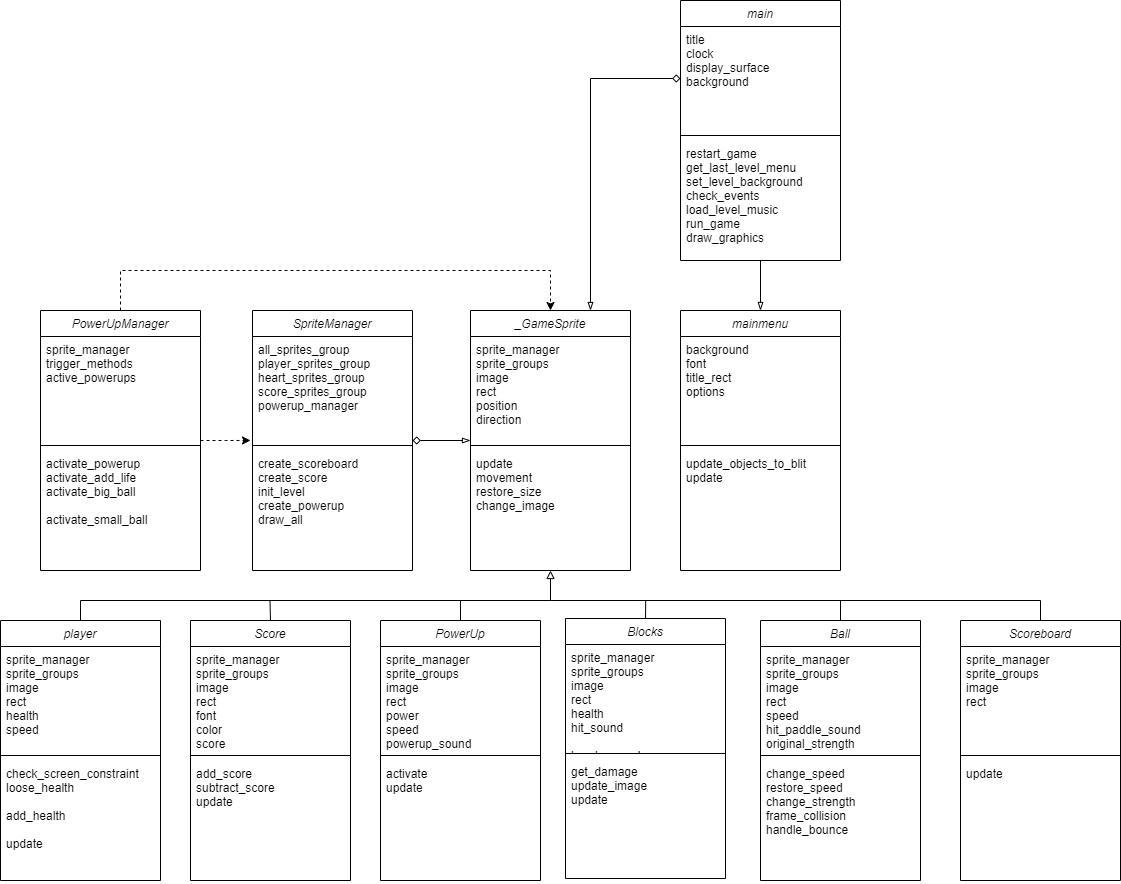 main
title
clock
display_surface
background
restart_game
get_last_level_menu
set_level_background
check_events
load_level_music
run_game
draw_graphics
PowerUpManager
sprite_manager
trigger_methods
active_powerups
activate_powerup
activate_add_life
activate_big_ball
activate_small_ball
SpriteManager
all_sprites_group
player_sprites_group
heart_sprites_group
score_sprites_group
powerup_manager
create_scoreboard
create_score
init_level
create_powerup
draw_all
_GameSprite
sprite_manager
sprite_groups
image
rect
position
direction
update
movement
restore_size
change_image
mainmenu
background
font
title_rect
options
update_objects_to_blit
update
player
sprite_manager
sprite_groups
image
rect
health
speed
check_screen_constraint
loose_health
add_health
update
Score
sprite_manager
sprite_groups
image
rect
font
color
score
add_score
subtract_score
update
PowerUp
sprite_manager
sprite_groups
image
rect
power
speed
powerup_sound
activate
update
Blocks
sprite_manager
sprite_groups
image
rect
health
hit_sound
get_damage
update_image
update
Ball
sprite_manager
sprite_groups
image
rect
speed
hit_paddle_sound
original_strength
change_speed
restore_speed
change_strength
frame_collision
handle_bounce
Scoreboard
sprite_manager
sprite_groups
image
rect
update